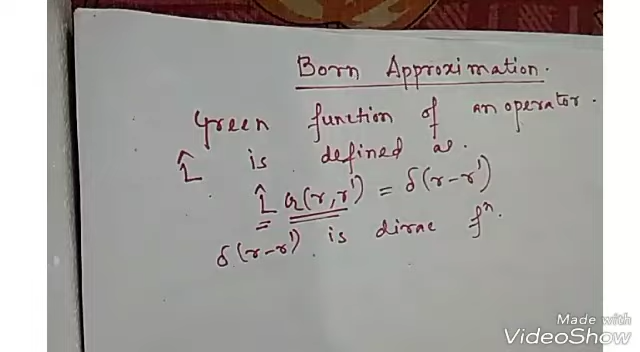 Born Approximation.
Green function of an operator.
L̂ is defined as.
L̂ G(r,r') = δ(r-r')
δ(r-r') is dirac fⁿ.
Made with
VideoShow